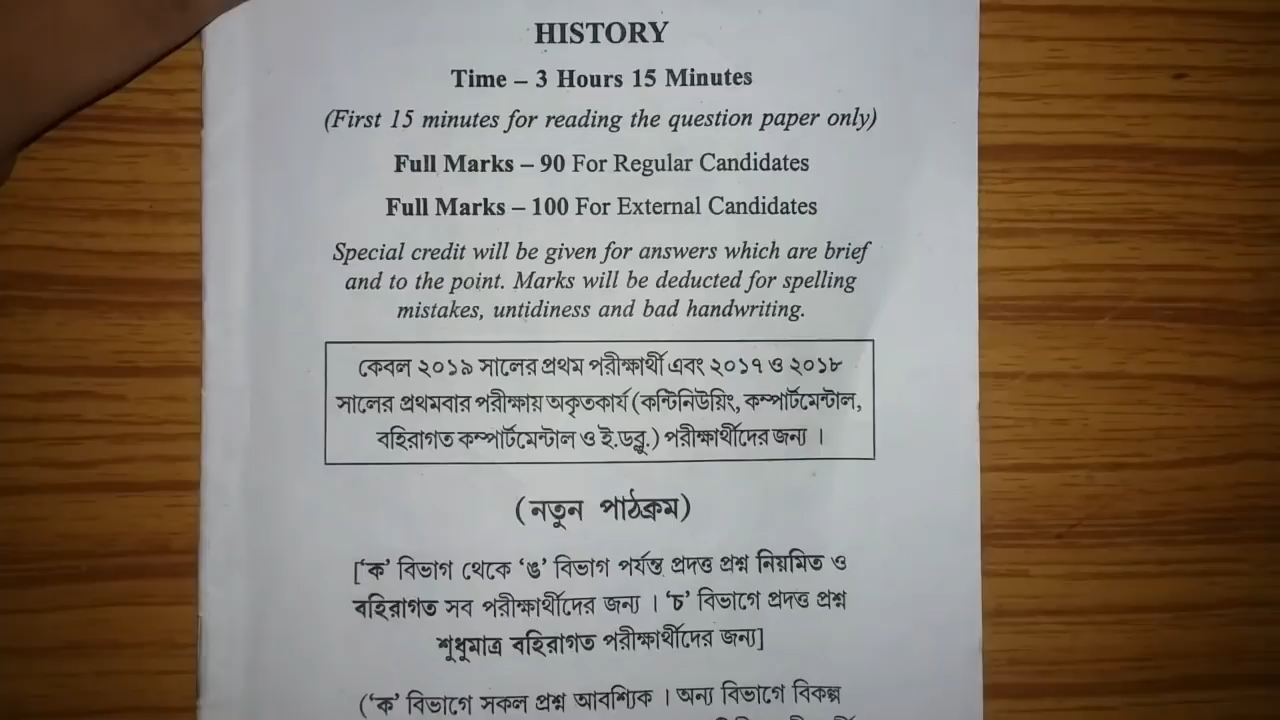 HISTORY
Time – 3 Hours 15 Minutes
(First 15 minutes for reading the question paper only)
Full Marks – 90 For Regular Candidates
Full Marks – 100 For External Candidates
Special credit will be given for answers which are brief
and to the point. Marks will be deducted for spelling
mistakes, untidiness and bad handwriting.
কেবল ২০১৯ সালের প্রথম পরীক্ষার্থী এবং ২০১৭ ও ২০১৮
সালের প্রথমবার পরীক্ষায় অকৃতকার্য (কন্টিনিউয়িং, কম্পার্টমেন্টাল,
বহিরাগত কম্পার্টমেন্টাল ও ই.ডব্লু.) পরীক্ষার্থীদের জন্য ।
(নতুন পাঠক্রম)
[‘ক’ বিভাগ থেকে ‘ঙ’ বিভাগ পর্যন্ত প্রদত্ত প্রশ্ন নিয়মিত ও
বহিরাগত সব পরীক্ষার্থীদের জন্য । ‘চ’ বিভাগে প্রদত্ত প্রশ্ন
শুধুমাত্র বহিরাগত পরীক্ষার্থীদের জন্য]
(‘ক’ বিভাগে সকল প্রশ্ন আবশ্যিক । অন্য বিভাগে বিকল্প